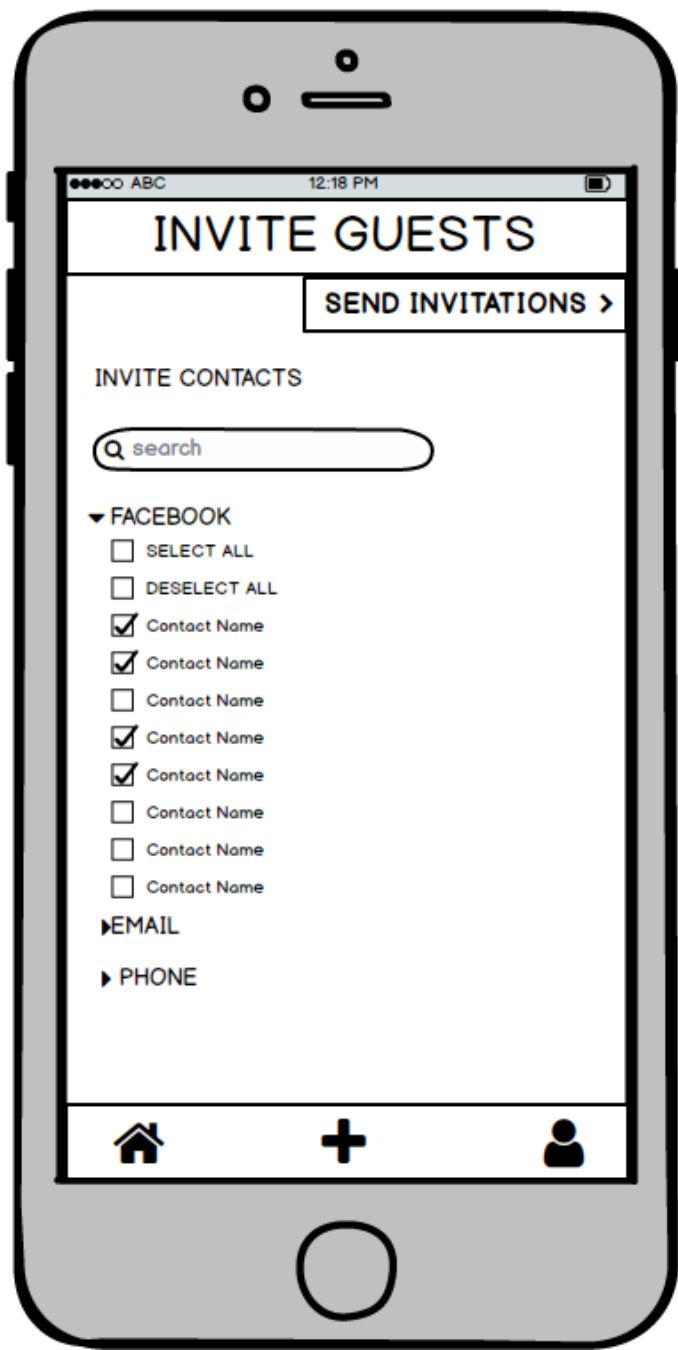 ABC 12:18 PM
INVITE GUESTS
SEND INVITATIONS >
INVITE CONTACTS
search
FACEBOOK
SELECT ALL
DESELECT ALL
Contact Name
Contact Name
Contact Name
Contact Name
Contact Name
Contact Name
Contact Name
Contact Name
EMAIL
PHONE